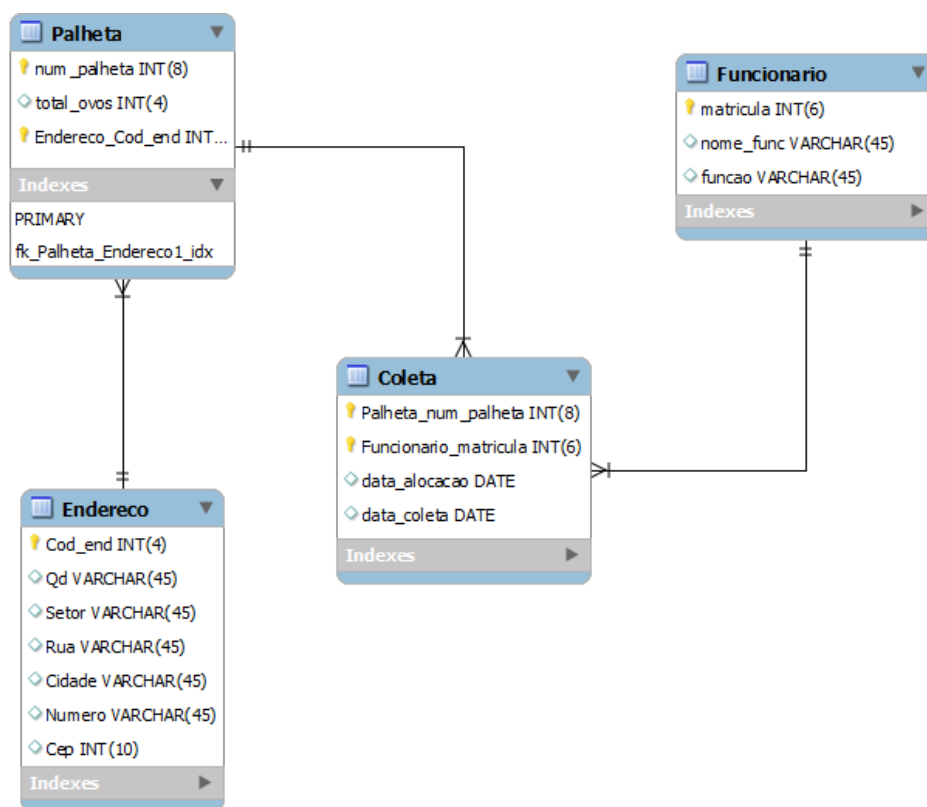 Palheta
num_palheta INT(8)
total_ovos INT(4)
Endereco_Cod_end INT...
Indexes
PRIMARY
fk_Palheta_Endereco1_idx
Funcionario
matricula INT(6)
nome_func VARCHAR(45)
funcao VARCHAR(45)
Indexes
Coleta
Palheta_num_palheta INT(8)
Funcionario_matricula INT(6)
data_alocacao DATE
data_coleta DATE
Indexes
Endereco
Cod_end INT(4)
Qd VARCHAR(45)
Setor VARCHAR(45)
Rua VARCHAR(45)
Cidade VARCHAR(45)
Numero VARCHAR(45)
Cep INT(10)
Indexes